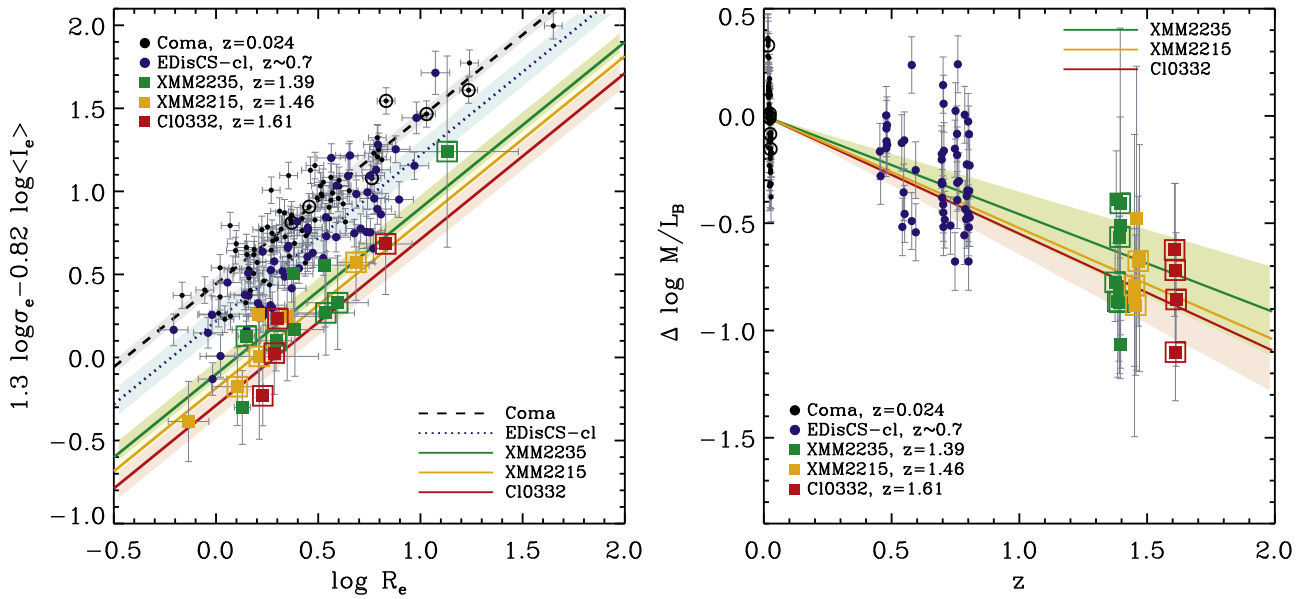 1.3 logσe−0.82 log<Ie>
2.0
1.5
1.0
0.5
0.0
−0.5
−1.0
Coma, z=0.024
EDisCS−cl, z~0.7
XMM2235, z=1.39
XMM2215, z=1.46
Cl0332, z=1.61
Coma
EDisCS−cl
XMM2235
XMM2215
Cl0332
−0.5 0.0 0.5 1.0 1.5 2.0
log Re
Δ log M/LB
0.5
0.0
−0.5
−1.0
−1.5
XMM2235
XMM2215
Cl0332
Coma, z=0.024
EDisCS−cl, z~0.7
XMM2235, z=1.39
XMM2215, z=1.46
Cl0332, z=1.61
0.0 0.5 1.0 1.5 2.0
z